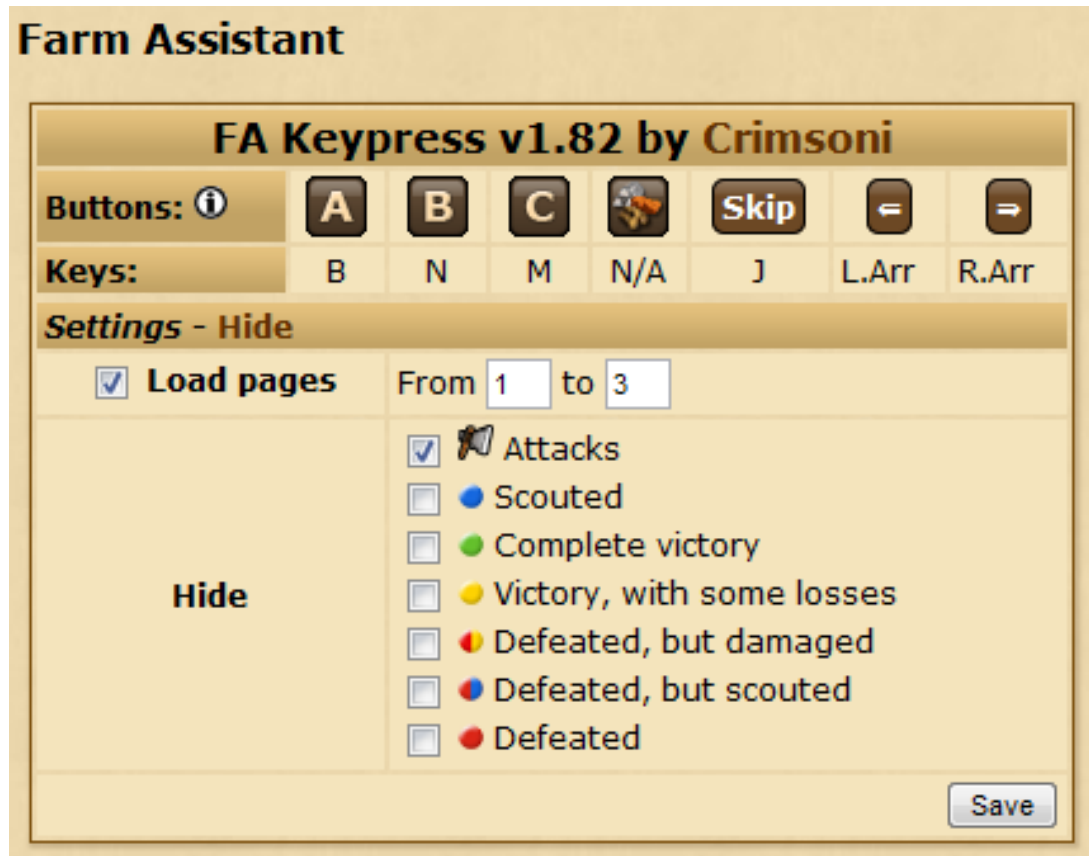 Farm Assistant
FA Keypress v1.82 by Crimsoni
Buttons: A B C Skip ⇐ ⇒
Keys: B N M N/A J L.Arr R.Arr
Settings - Hide
Load pages From 1 to 3
Attacks
Scouted
Complete victory
Hide Victory, with some losses
Defeated, but damaged
Defeated, but scouted
Defeated
Save